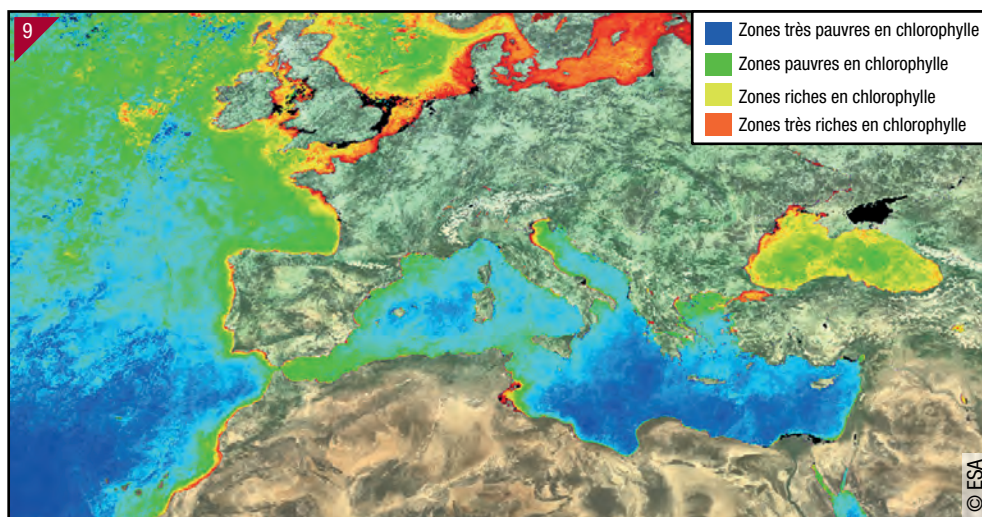 9
Zones très pauvres en chlorophylle
Zones pauvres en chlorophylle
Zones riches en chlorophylle
Zones très riches en chlorophylle
© ESA